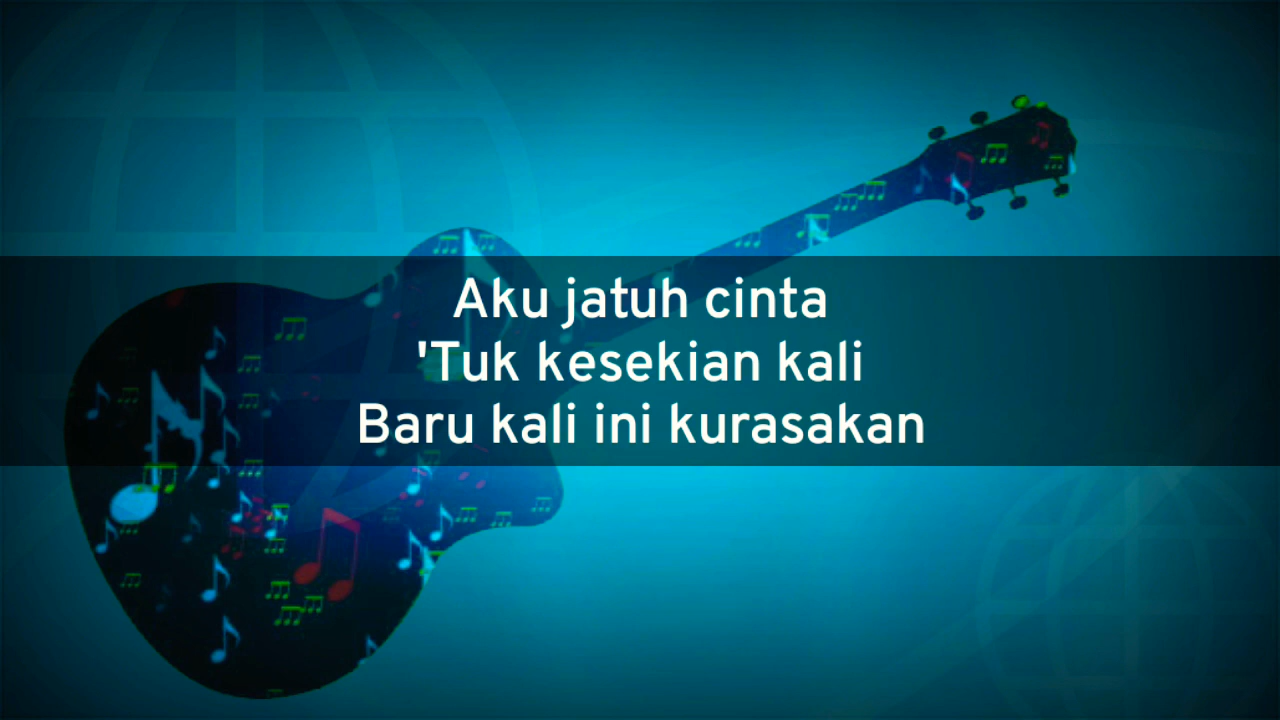 Aku jatuh cinta
'Tuk kesekian kali
Baru kali ini kurasakan